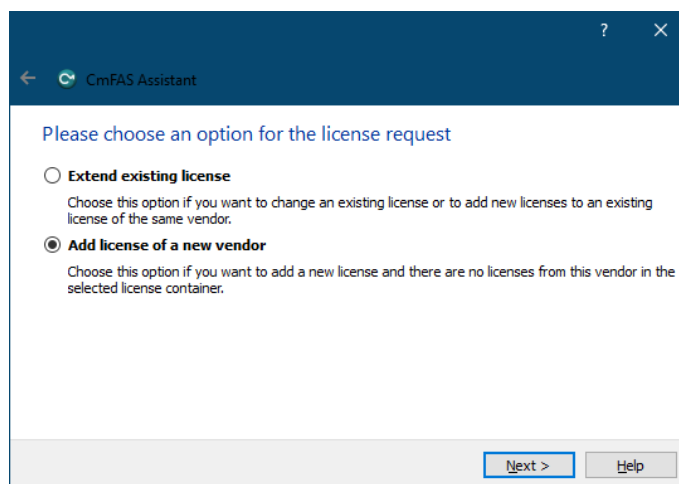 ?
CmFAS Assistant
Please choose an option for the license request
Extend existing license
Choose this option if you want to change an existing license or to add new licenses to an existing
license of the same vendor.
Add license of a new vendor
Choose this option if you want to add a new license and there are no licenses from this vendor in the
selected license container.
Next >
Help